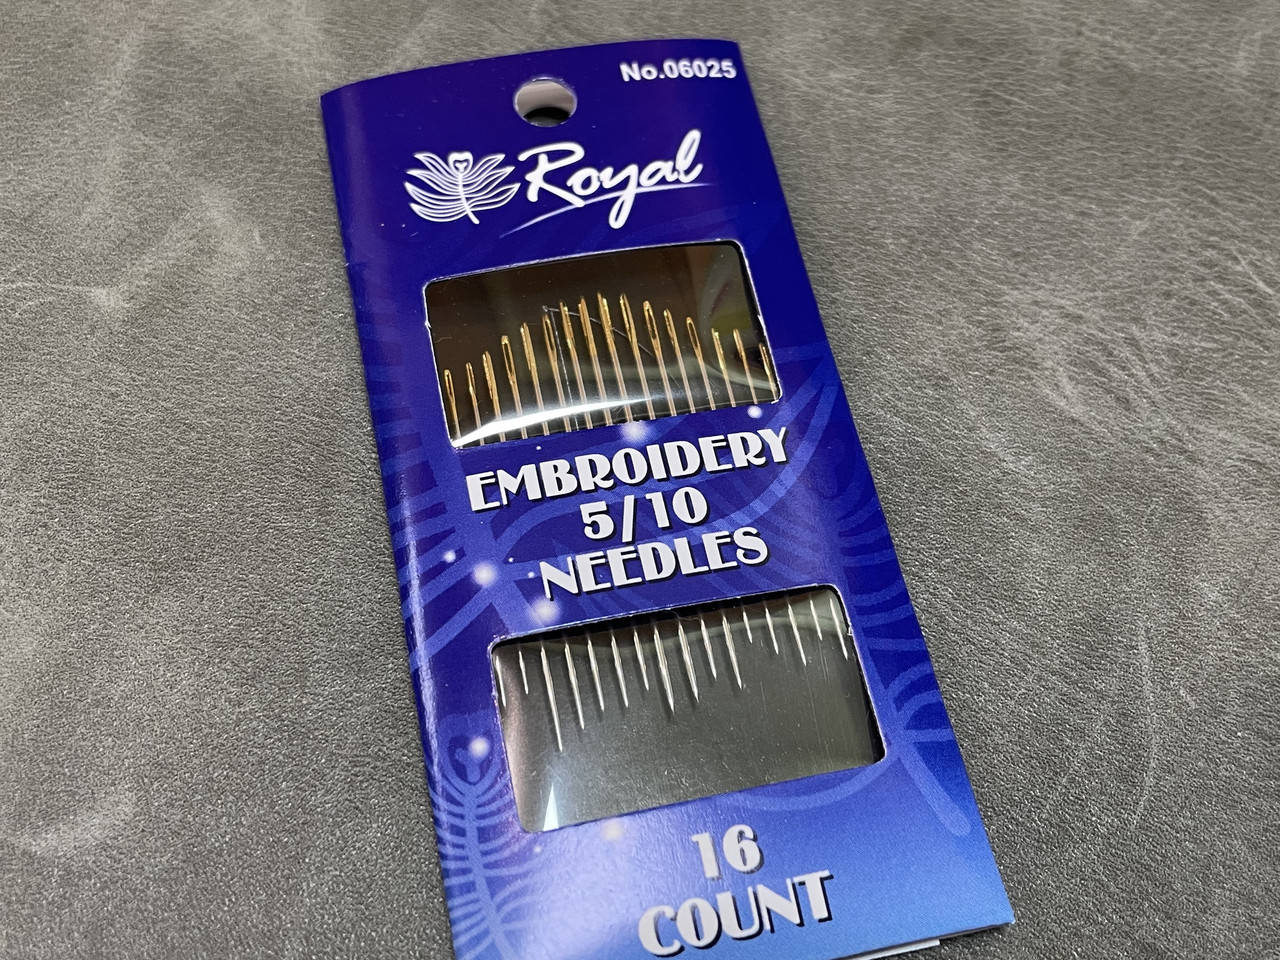 No.06025
Royal
EMBROIDERY
5/10
NEEDLES
16
COUNT